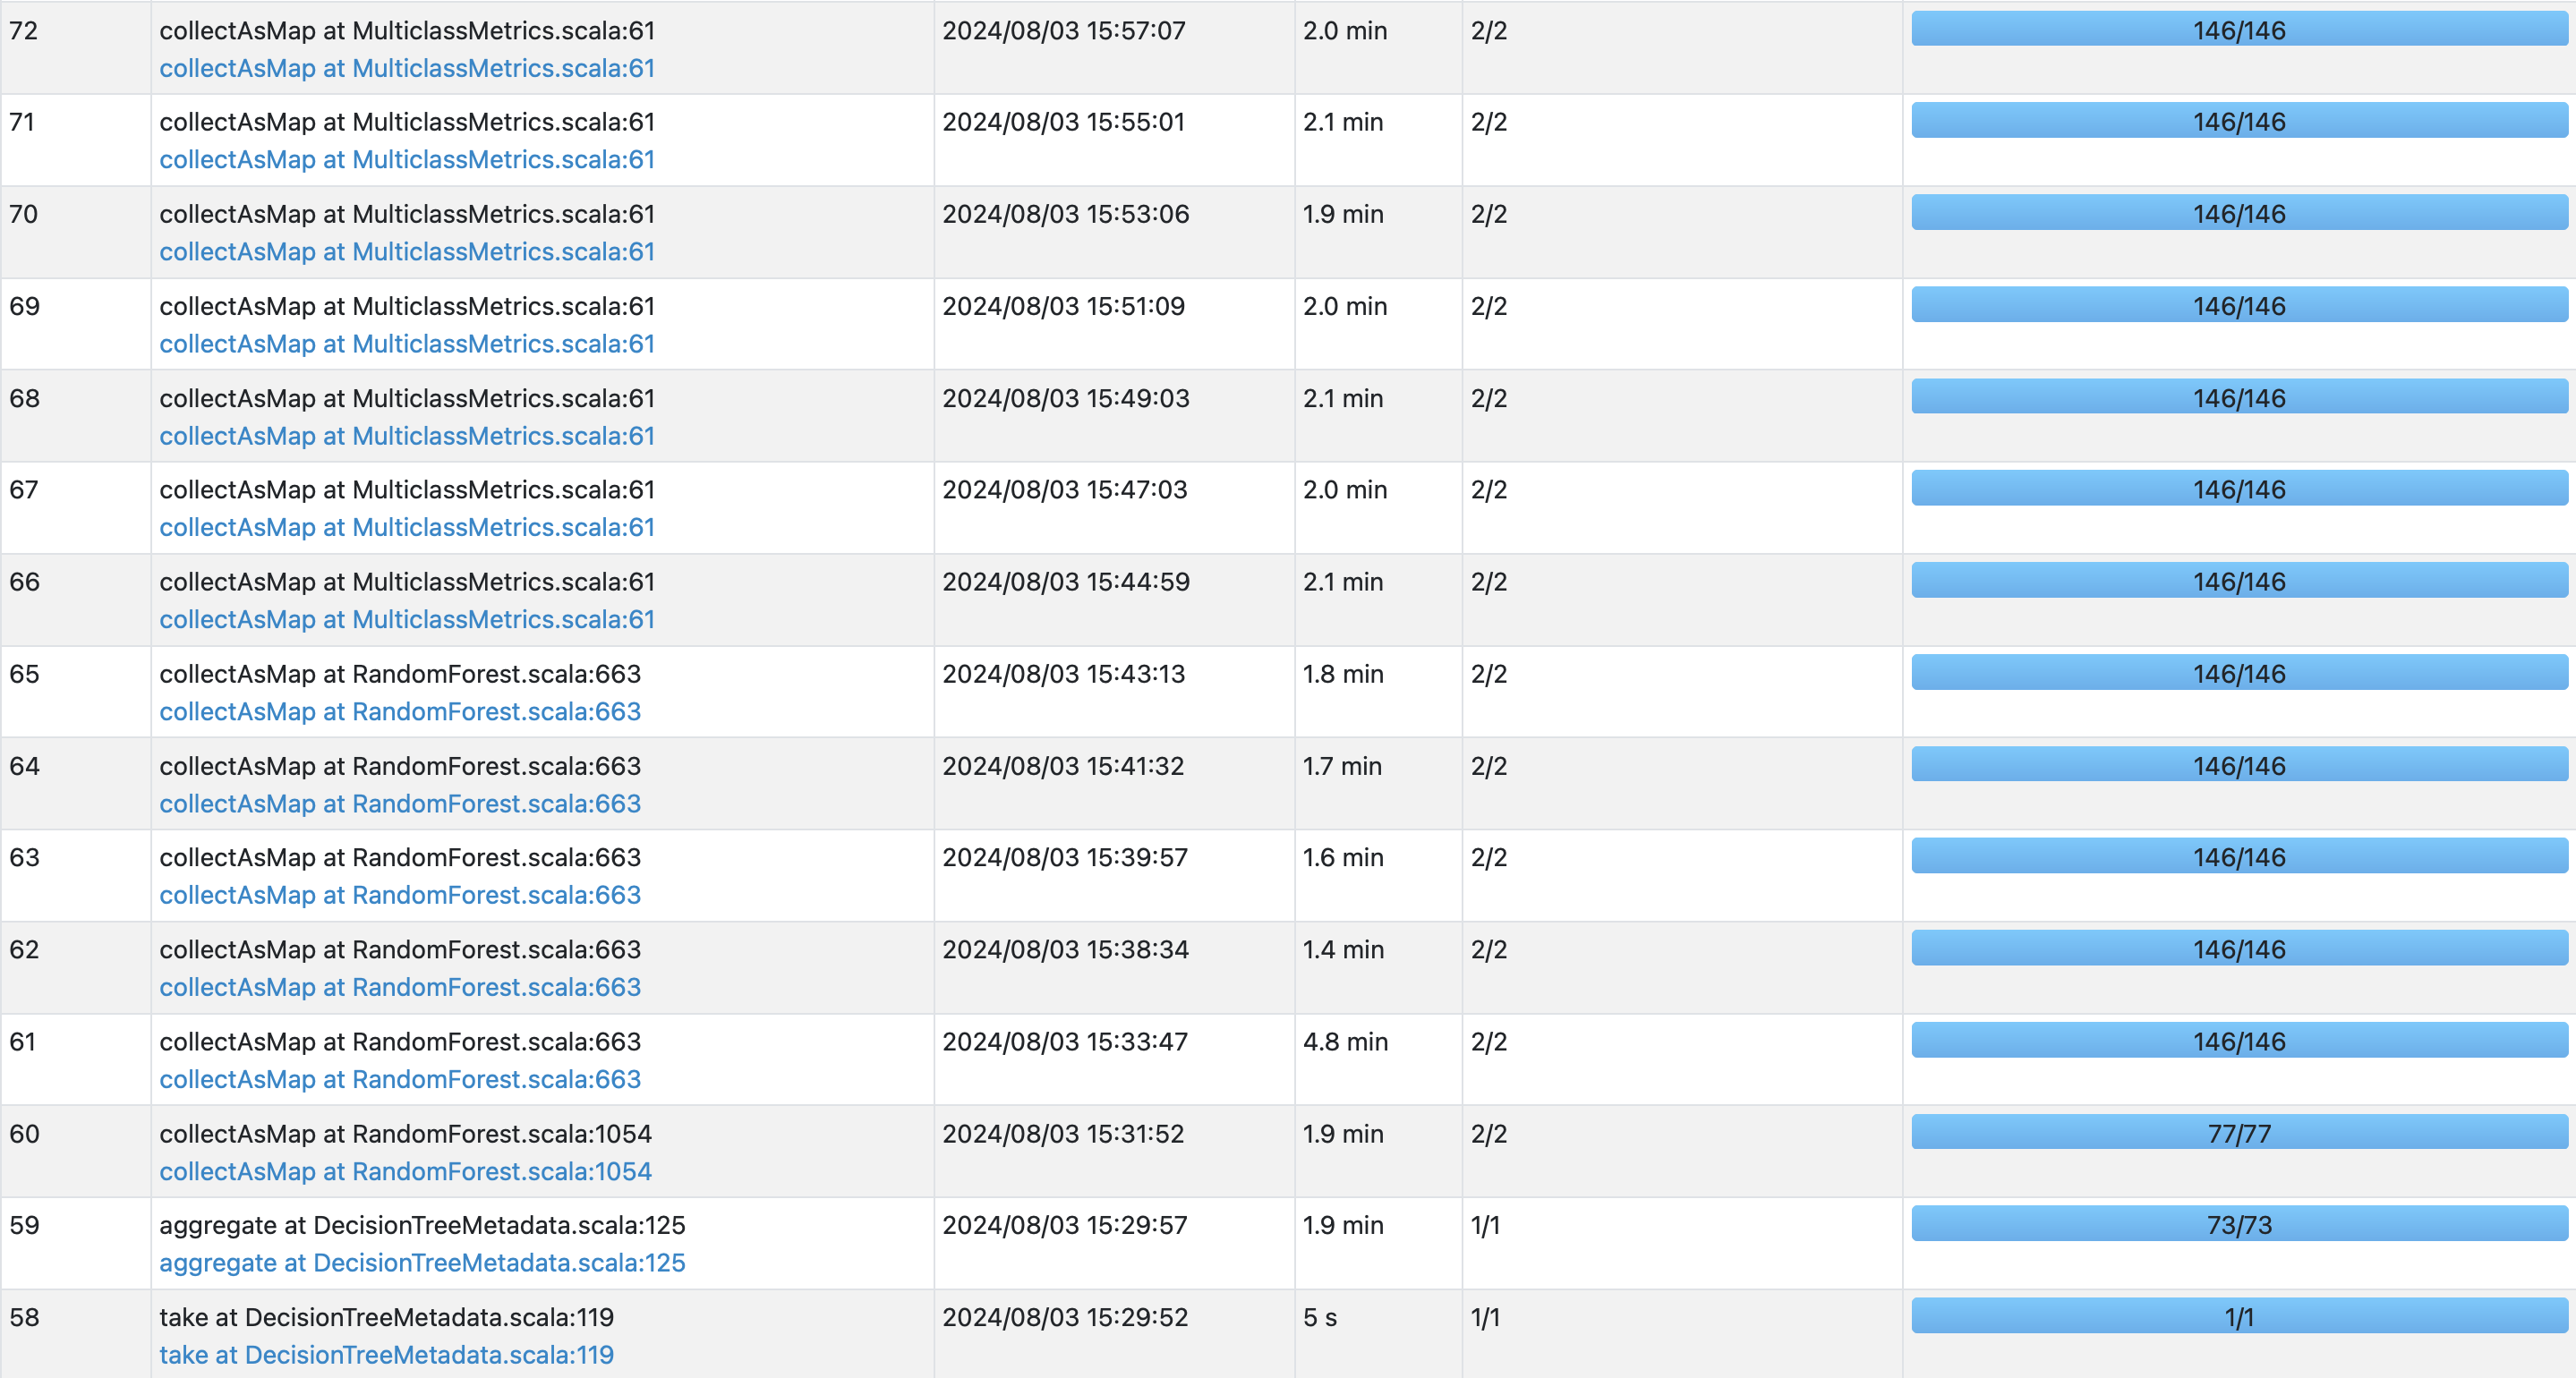 72 collectAsMap at MulticlassMetrics.scala:61 2024/08/03 15:57:07 2.0 min 2/2 146/146
collectAsMap at MulticlassMetrics.scala:61
71 collectAsMap at MulticlassMetrics.scala:61 2024/08/03 15:55:01 2.1 min 2/2 146/146
collectAsMap at MulticlassMetrics.scala:61
70 collectAsMap at MulticlassMetrics.scala:61 2024/08/03 15:53:06 1.9 min 2/2 146/146
collectAsMap at MulticlassMetrics.scala:61
69 collectAsMap at MulticlassMetrics.scala:61 2024/08/03 15:51:09 2.0 min 2/2 146/146
collectAsMap at MulticlassMetrics.scala:61
68 collectAsMap at MulticlassMetrics.scala:61 2024/08/03 15:49:03 2.1 min 2/2 146/146
collectAsMap at MulticlassMetrics.scala:61
67 collectAsMap at MulticlassMetrics.scala:61 2024/08/03 15:47:03 2.0 min 2/2 146/146
collectAsMap at MulticlassMetrics.scala:61
66 collectAsMap at MulticlassMetrics.scala:61 2024/08/03 15:44:59 2.1 min 2/2 146/146
collectAsMap at MulticlassMetrics.scala:61
65 collectAsMap at RandomForest.scala:663 2024/08/03 15:43:13 1.8 min 2/2 146/146
collectAsMap at RandomForest.scala:663
64 collectAsMap at RandomForest.scala:663 2024/08/03 15:41:32 1.7 min 2/2 146/146
collectAsMap at RandomForest.scala:663
63 collectAsMap at RandomForest.scala:663 2024/08/03 15:39:57 1.6 min 2/2 146/146
collectAsMap at RandomForest.scala:663
62 collectAsMap at RandomForest.scala:663 2024/08/03 15:38:34 1.4 min 2/2 146/146
collectAsMap at RandomForest.scala:663
61 collectAsMap at RandomForest.scala:663 2024/08/03 15:33:47 4.8 min 2/2 146/146
collectAsMap at RandomForest.scala:663
60 collectAsMap at RandomForest.scala:1054 2024/08/03 15:31:52 1.9 min 2/2 77/77
collectAsMap at RandomForest.scala:1054
59 aggregate at DecisionTreeMetadata.scala:125 2024/08/03 15:29:57 1.9 min 1/1 73/73
aggregate at DecisionTreeMetadata.scala:125
58 take at DecisionTreeMetadata.scala:119 2024/08/03 15:29:52 5 s 1/1 1/1
take at DecisionTreeMetadata.scala:119